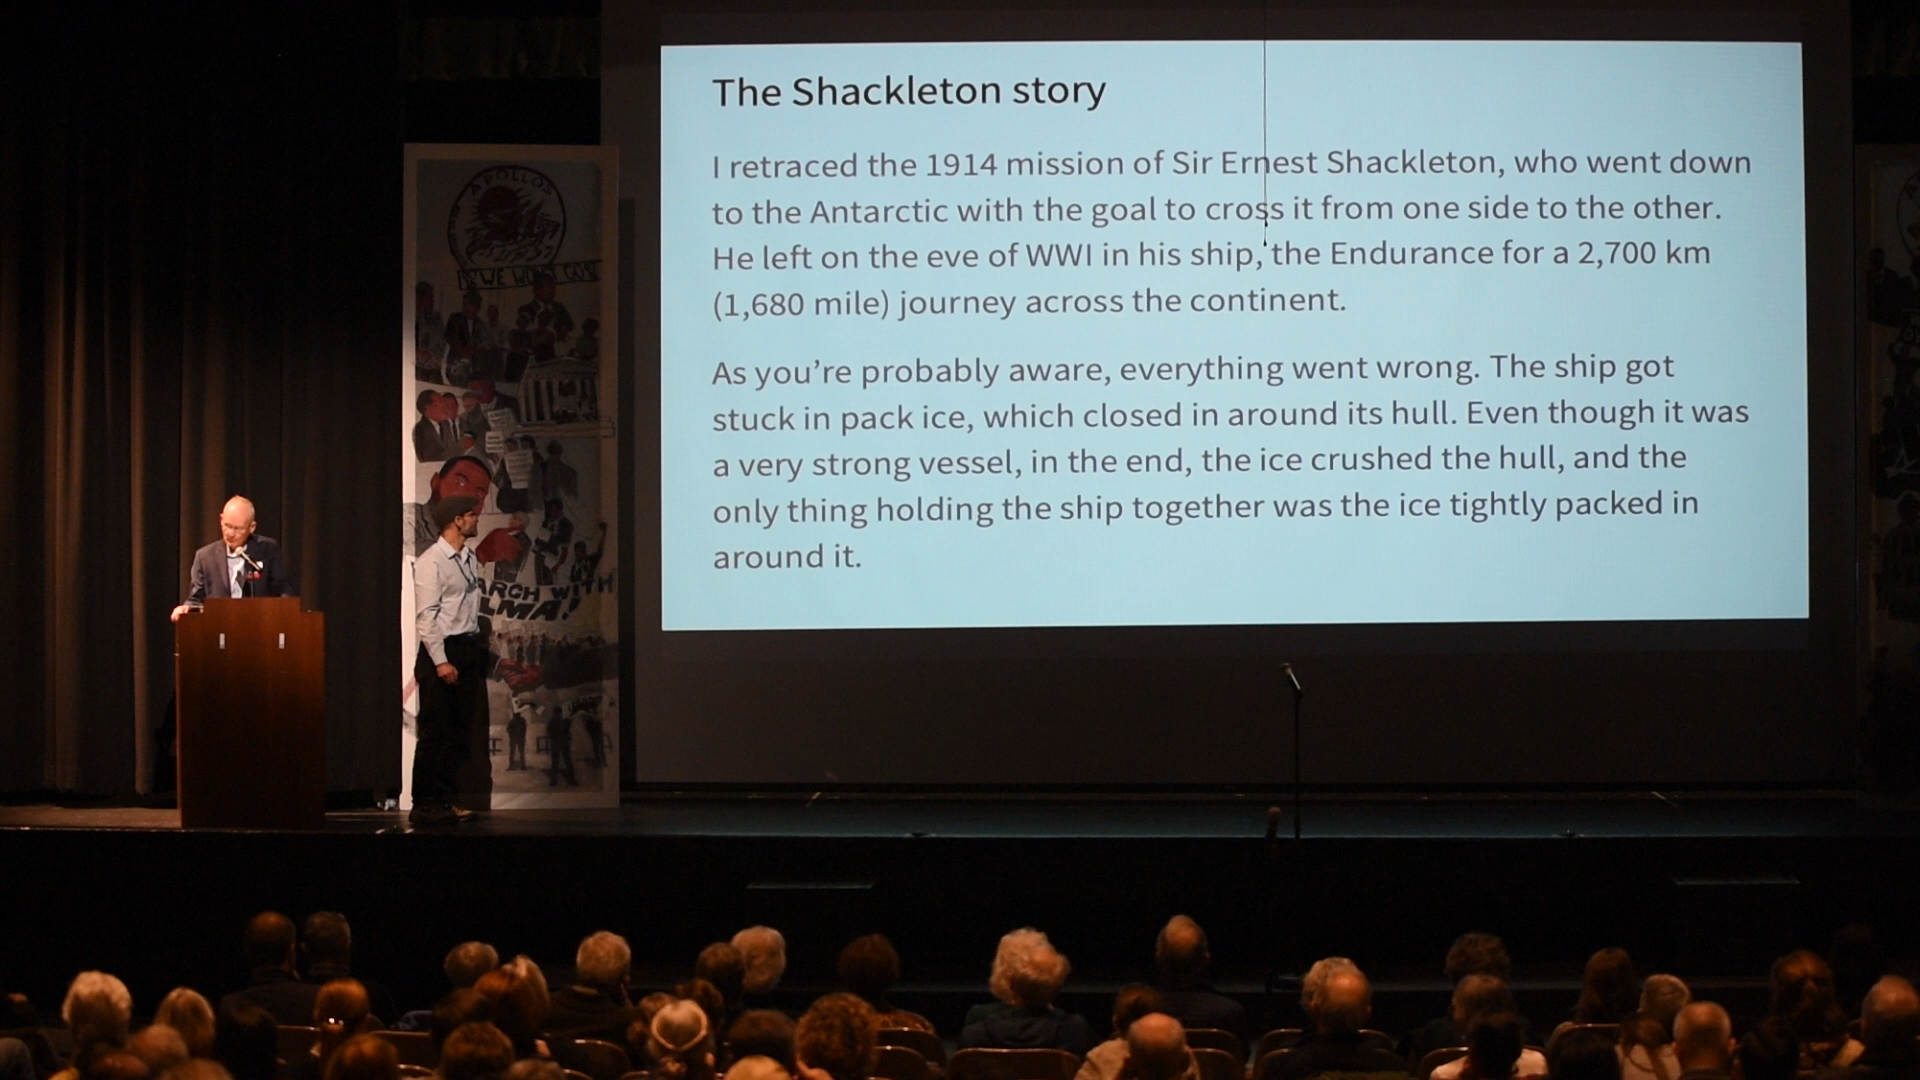 The Shackleton story
I retraced the 1914 mission of Sir Ernest Shackleton, who went down
to the Antarctic with the goal to cross it from one side to the other.
He left on the eve of WWI in his ship, the Endurance for a 2,700 km
(1,680 mile) journey across the continent.
As you’re probably aware, everything went wrong. The ship got
stuck in pack ice, which closed in around its hull. Even though it was
a very strong vessel, in the end, the ice crushed the hull, and the
only thing holding the ship together was the ice tightly packed in
around it.
APOLLOS
WE WONT GO
ARCH WITH
LMA!